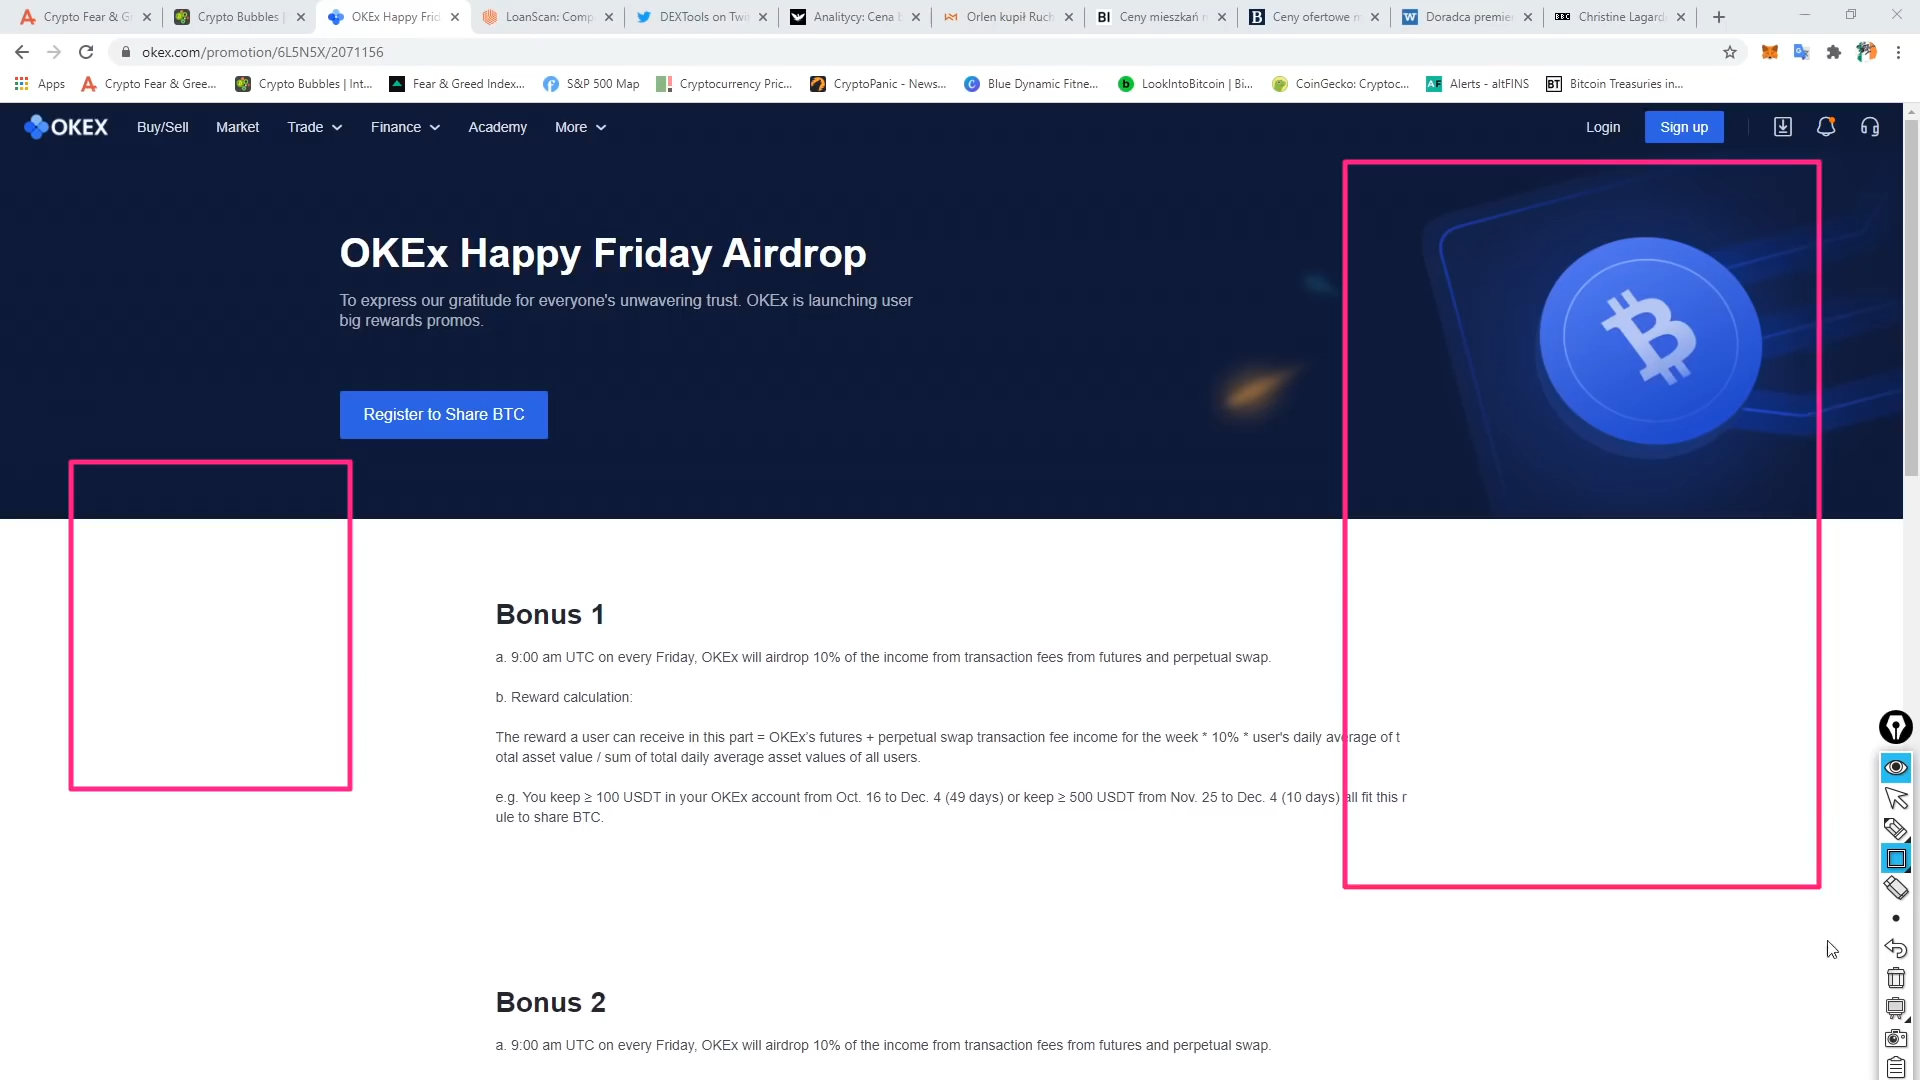 Crypto Fear & Gr
Crypto Bubbles |
OKEx Happy Frid
LoanScan: Comp
DEXTools on Twi
Analitycy: Cena b
Orlen kupił Ruch
Ceny mieszkań n
Ceny ofertowe m
Doradca premie
Christine Lagard
okex.com/promotion/6L5N5X/2071156
Apps
Crypto Fear & Gree...
Crypto Bubbles | Int...
Fear & Greed Index...
S&P 500 Map
Cryptocurrency Pric...
CryptoPanic - News...
Blue Dynamic Fitne...
LookIntoBitcoin | Bi...
CoinGecko: Cryptoc...
Alerts - altFINS
Bitcoin Treasuries in...
OKEX
Buy/Sell
Market
Trade
Finance
Academy
More
Login
Sign up
OKEx Happy Friday Airdrop
To express our gratitude for everyone's unwavering trust. OKEx is launching user
big rewards promos.
Register to Share BTC
Bonus 1
a. 9:00 am UTC on every Friday, OKEx will airdrop 10% of the income from transaction fees from futures and perpetual swap.
b. Reward calculation:
The reward a user can receive in this part = OKEx's futures + perpetual swap transaction fee income for the week * 10% * user's daily average of t
otal asset value / sum of total daily average asset values of all users.
e.g. You keep ≥ 100 USDT in your OKEx account from Oct. 16 to Dec. 4 (49 days) or keep ≥ 500 USDT from Nov. 25 to Dec. 4 (10 days) all fit this r
ule to share BTC.
Bonus 2
a. 9:00 am UTC on every Friday, OKEx will airdrop 10% of the income from transaction fees from futures and perpetual swap.